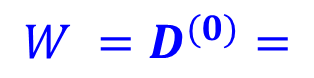 W = D⁽⁰⁾ =